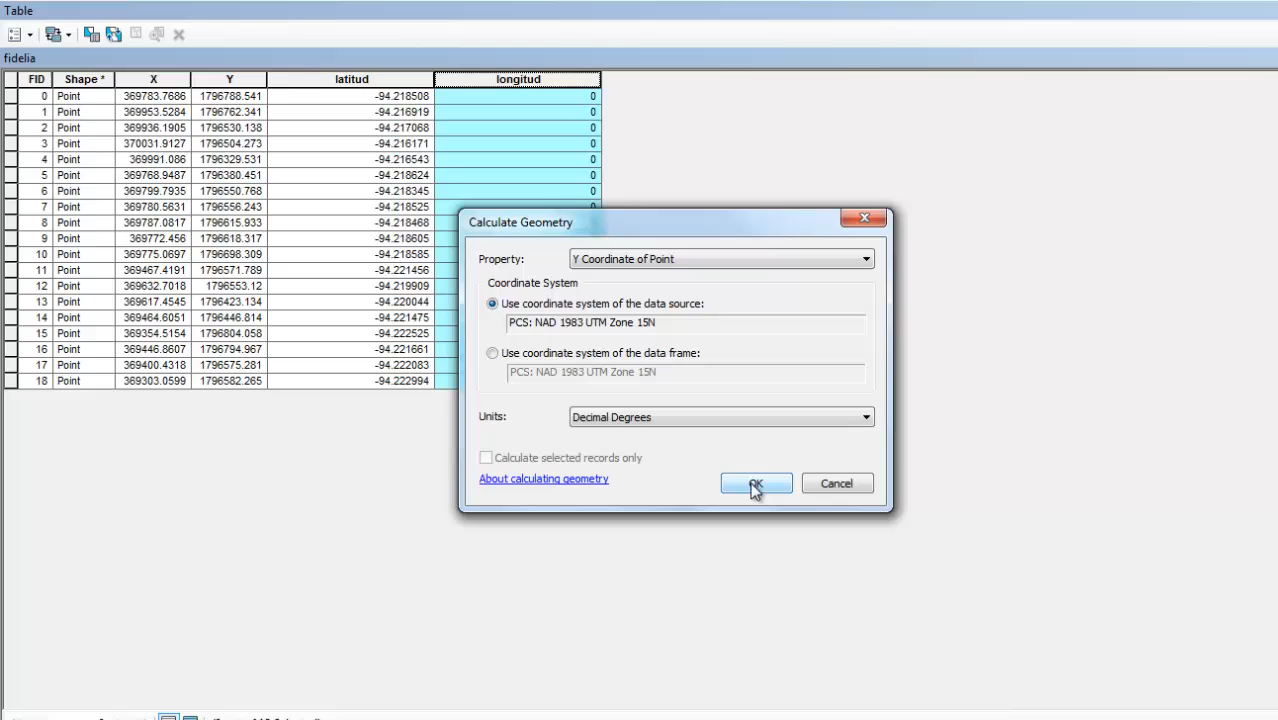 Table
fidelia
FID Shape * X Y latitud longitud
0 Point 369783.7686 1796788.541 -94.218508 0
1 Point 369953.5284 1796762.341 -94.216919 0
2 Point 369936.1905 1796530.138 -94.217068 0
3 Point 370031.9127 1796504.273 -94.216171 0
4 Point 369991.086 1796329.531 -94.216543 0
5 Point 369768.9487 1796380.451 -94.218624 0
6 Point 369799.7935 1796550.768 -94.218345 0
7 Point 369780.5631 1796556.243 -94.218525 0
8 Point 369787.0817 1796615.933 -94.218468
9 Point 369772.456 1796618.317 -94.218605
10 Point 369775.0697 1796698.309 -94.218585
11 Point 369467.4191 1796571.789 -94.221456
12 Point 369632.7018 1796553.12 -94.219909
13 Point 369617.4545 1796423.134 -94.220044
14 Point 369464.6051 1796446.814 -94.221475
15 Point 369354.5154 1796804.058 -94.222525
16 Point 369446.8607 1796794.967 -94.221661
17 Point 369400.4318 1796575.281 -94.222083
18 Point 369303.0599 1796582.265 -94.222994
Calculate Geometry
Property: Y Coordinate of Point
Coordinate System
Use coordinate system of the data source:
PCS: NAD 1983 UTM Zone 15N
Use coordinate system of the data frame:
PCS: NAD 1983 UTM Zone 15N
Units: Decimal Degrees
Calculate selected records only
About calculating geometry
OK Cancel